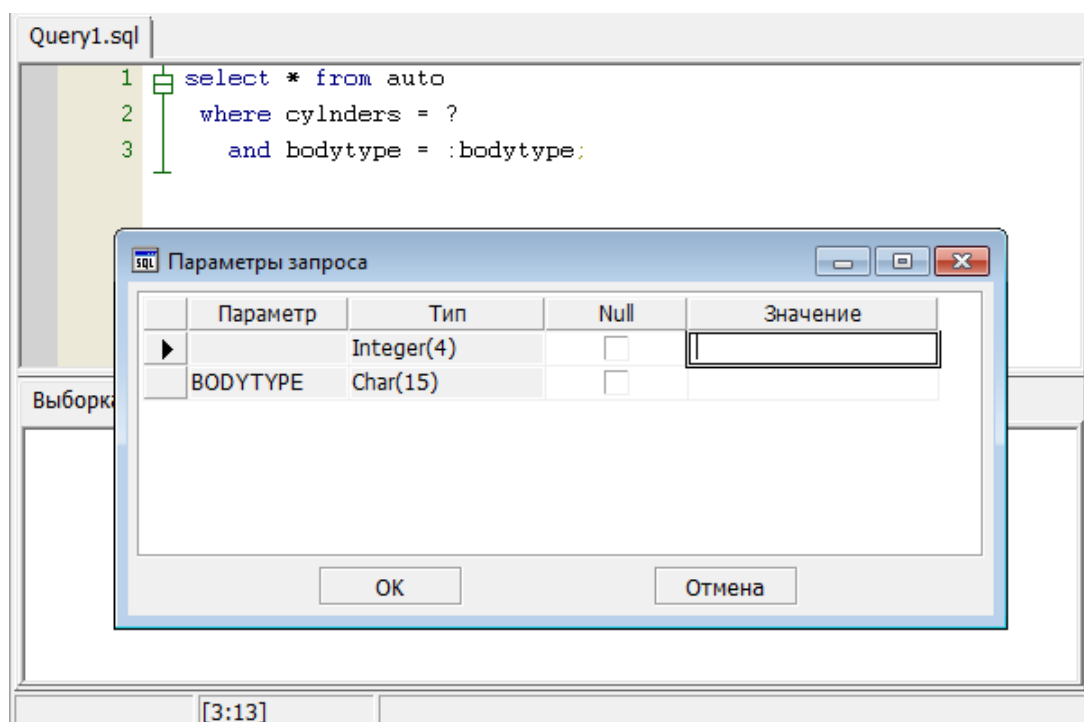 Query1.sql
1 select * from auto
2 where cylnders = ?
3 and bodytype = :bodytype;
Параметры запроса
Параметр Тип Null Значение
Integer(4)
BODYTYPE Char(15)
OK Отмена
[3:13]